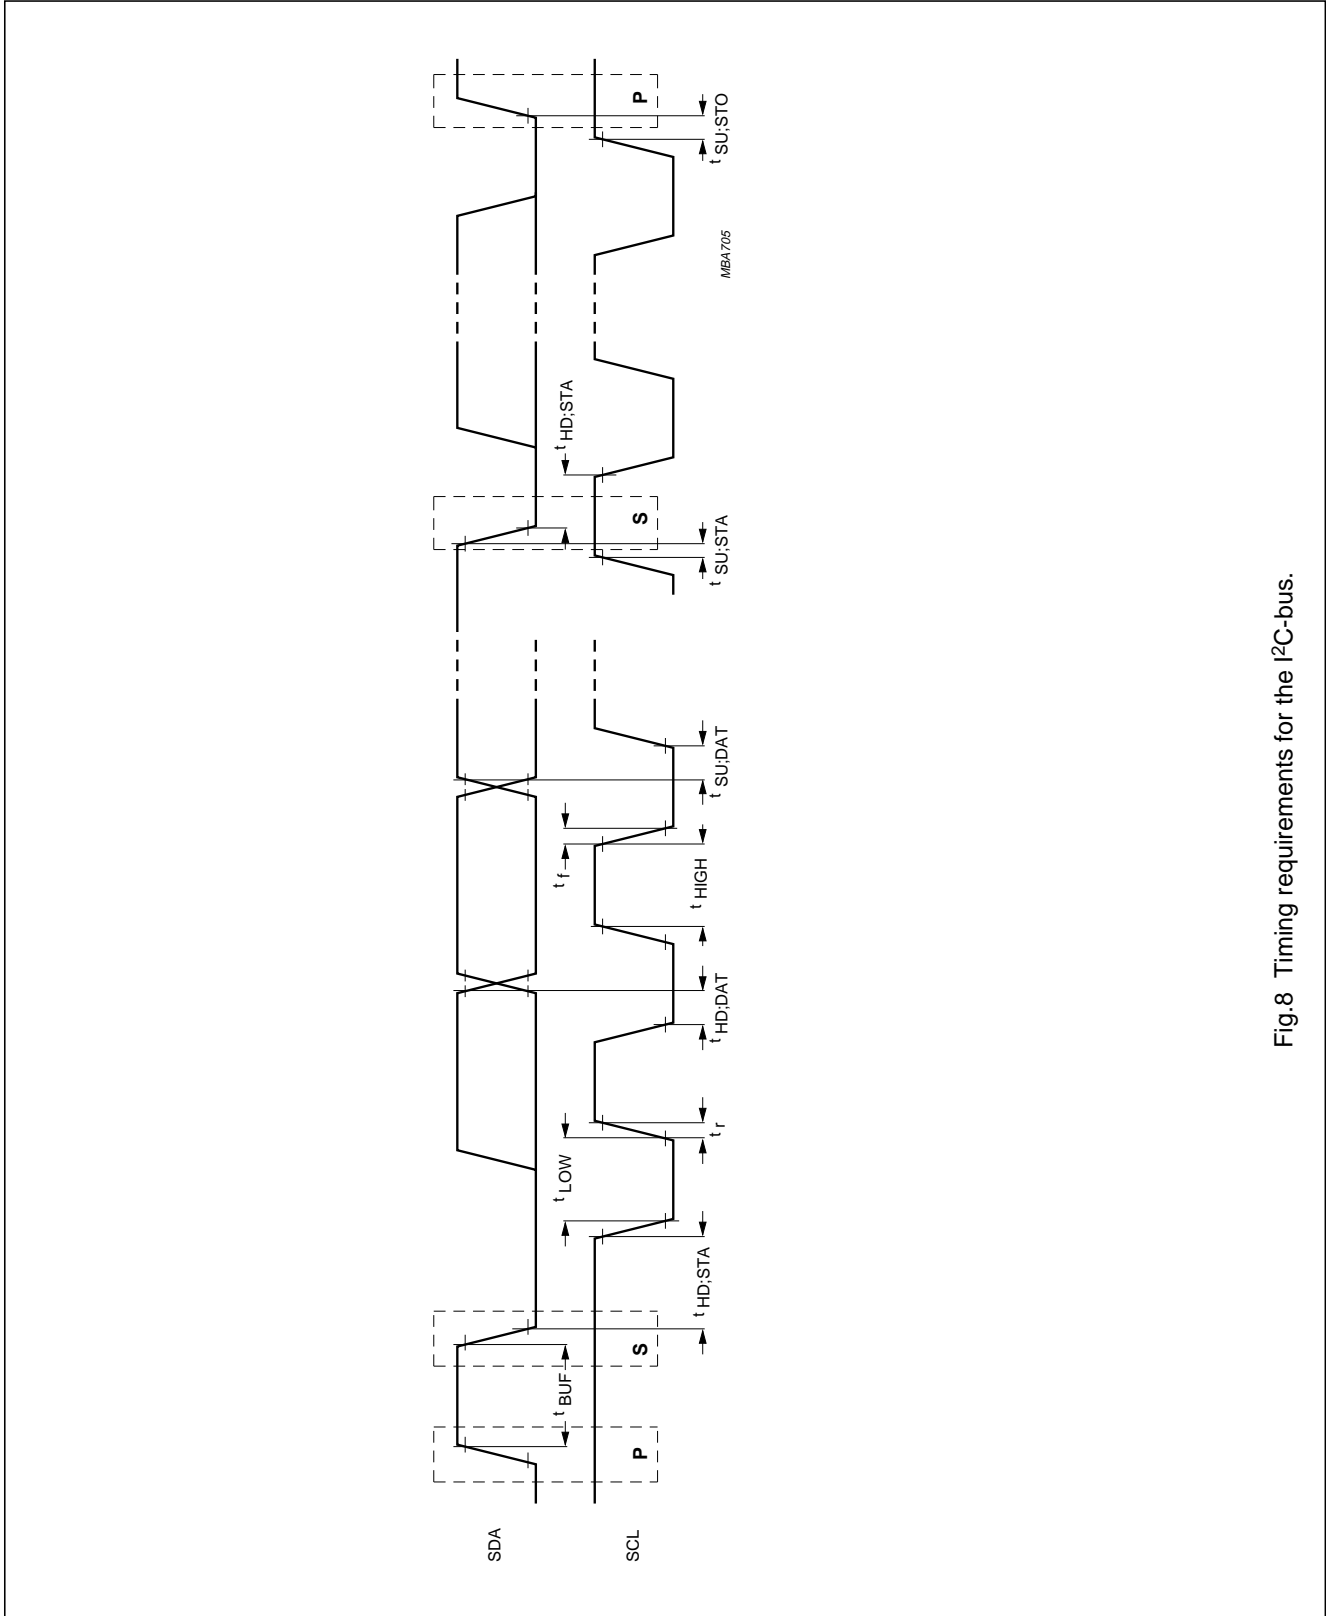 SDA
SCL
P
S
S
P
t BUF
t LOW
t f
t HD;STA
t HD;STA
t r
t HD;DAT
t HIGH
t SU;DAT
t SU;STA
t SU;STO
MBA705
Fig.8 Timing requirements for the I²C-bus.